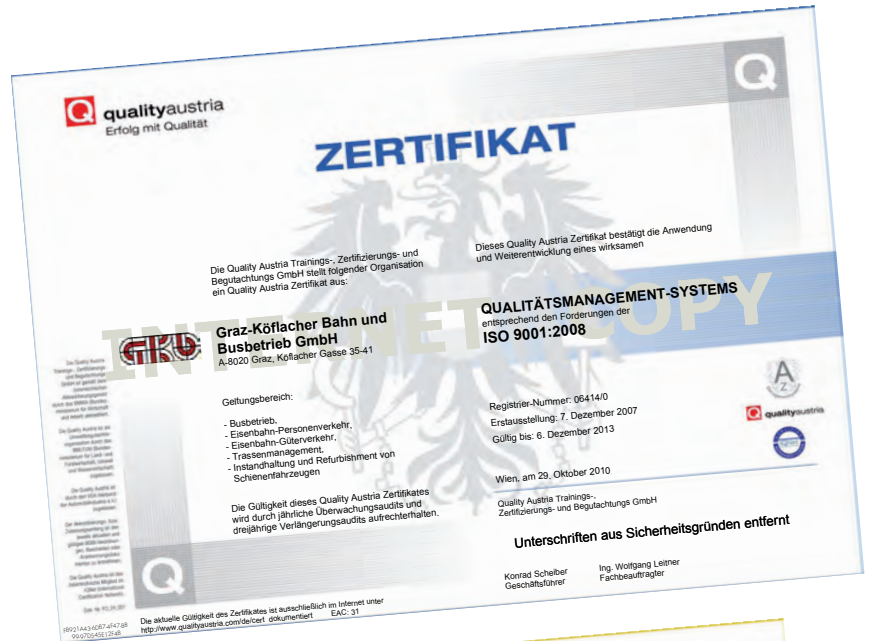 qualityaustria
Erfolg mit Qualität
Q
ZERTIFIKAT
Die Quality Austria Trainings-, Zertifizierungs- und
Begutachtungs GmbH stellt folgender Organisation
ein Quality Austria Zertifikat aus:
Dieses Quality Austria Zertifikat bestätigt die Anwendung
und Weiterentwicklung eines wirksamen
INTERNET COPY
GKB
Graz-Köflacher Bahn und
Busbetrieb GmbH
A-8020 Graz, Köflacher Gasse 35-41
QUALITÄTSMANAGEMENT-SYSTEMS
entsprechend den Forderungen der
ISO 9001:2008
Geltungsbereich:
- Busbetrieb,
- Eisenbahn-Personenverkehr,
- Eisenbahn-Güterverkehr,
- Trassenmanagement,
- Instandhaltung und Refurbishment von
Schienenfahrzeugen
Registrier-Nummer: 06414/0
Erstausstellung: 7. Dezember 2007
Gültig bis: 6. Dezember 2013
Wien, am 29. Oktober 2010
Die Gültigkeit dieses Quality Austria Zertifikates
wird durch jährliche Überwachungsaudits und
dreijährige Verlängerungsaudits aufrechterhalten.
Quality Austria Trainings-,
Zertifizierungs- und Begutachtungs GmbH
Unterschriften aus Sicherheitsgründen entfernt
Konrad Scheiber
Geschäftsführer
Ing. Wolfgang Leitner
Fachbeauftragter
A
Z
qualityaustria
Q
Die aktuelle Gültigkeit des Zertifikates ist ausschließlich im Internet unter
http://www.qualityaustria.com/de/cert dokumentiert EAC: 31